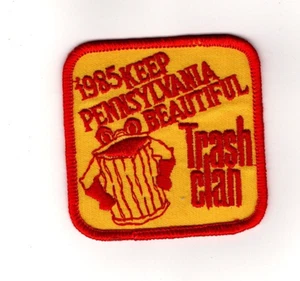 1985 KEEP
PENNSYLVANIA
BEAUTIFUL
Trash
clan